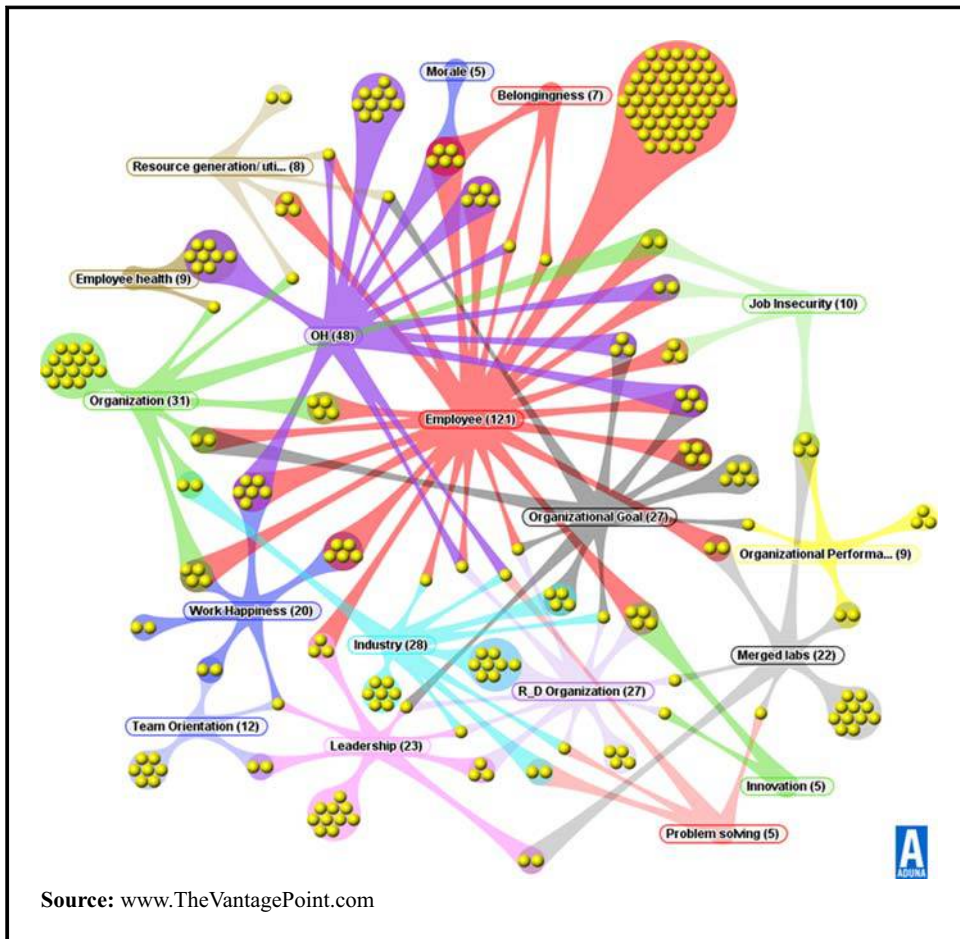 Morale (5)
Belongingness (7)
Resource generation/ uti... (8)
Employee health (9)
Job Insecurity (10)
OH (48)
Organization (31)
Employee (121)
Organizational Goal (27)
Organizational Performa... (9)
Work Happiness (20)
Industry (28)
Merged labs (22)
R_D Organization (27)
Team Orientation (12)
Leadership (23)
Innovation (5)
Problem solving (5)
A
ADUNA
Source: www.TheVantagePoint.com